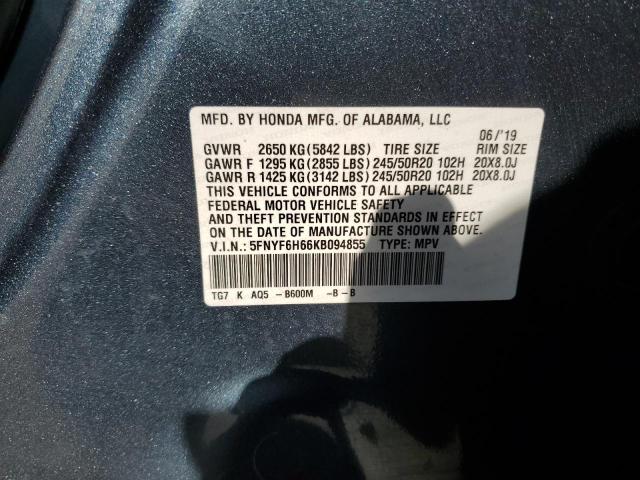 MFD. BY HONDA MFG. OF ALABAMA, LLC
06/'19
GVWR 2650 KG(5842 LBS) TIRE SIZE RIM SIZE
GAWR F 1295 KG(2855 LBS) 245/50R20 102H 20X8.0J
GAWR R 1425 KG(3142 LBS) 245/50R20 102H 20X8.0J
THIS VEHICLE CONFORMS TO ALL APPLICABLE
FEDERAL MOTOR VEHICLE SAFETY
AND THEFT PREVENTION STANDARDS IN EFFECT
ON THE DATE OF MANUFACTURE SHOWN ABOVE.
V.I.N.: 5FNYF6H66KB094855 TYPE: MPV
TG7 K AQ5 -B600M -B-B